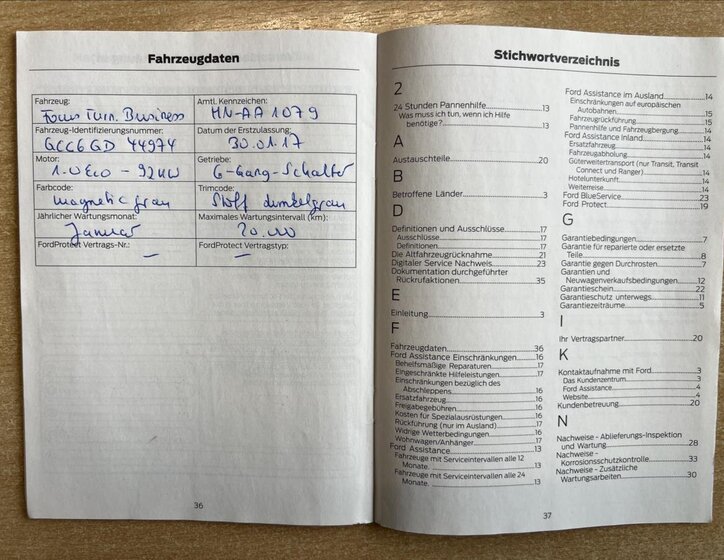 Fahrzeugdaten
Fahrzeug:
Focus Turn. Business
Amtl. Kennzeichen:
HN-AA 1079
Fahrzeug-Identifizierungsnummer:
GCC6GD 44974
Datum der Erstzulassung:
30.01.17
Motor:
1.0 Eco - 92 KW
Getriebe:
6-Gang-Schalter
Farbcode:
magnetic grau
Trimcode:
Stoff dunkelgrau
Jährlicher Wartungsmonat:
Januar
Maximales Wartungsintervall (km):
20.000
FordProtect Vertrags-Nr.:
—
FordProtect Vertragstyp:
—
36
Stichwortverzeichnis
2
24 Stunden Pannenhilfe 13
Was muss ich tun, wenn ich Hilfe
benötige? 13
A
Austauschteile 20
B
Betroffene Länder 3
D
Definitionen und Ausschlüsse 17
Ausschlüsse 17
Definitionen 17
Die Altfahrzeugrücknahme 21
Digitaler Service Nachweis 23
Dokumentation durchgeführter
Rückrufaktionen 35
E
Einleitung 3
F
Fahrzeugdaten 36
Ford Assistance Einschränkungen 16
Behelfsmäßige Reparaturen 17
Eingeschränkte Hilfeleistungen 17
Einschränkungen bezüglich des
Abschleppens 16
Ersatzfahrzeug 16
Freigabegebühren 16
Kosten für Spezialausrüstungen 16
Rückführung (nur im Ausland) 17
Widrige Wetterbedingungen 16
Wohnwagen/Anhänger 17
Ford Assistance 13
Fahrzeuge mit Serviceintervallen alle 12
Monate. 13
Fahrzeuge mit Serviceintervallen alle 24
Monate. 13
Ford Assistance im Ausland 14
Einschränkungen auf europäischen
Autobahnen 15
Fahrzeugrückführung 15
Pannenhilfe und Fahrzeugbergung 14
Ford Assistance Inland 14
Ersatzfahrzeug 14
Fahrzeugabholung 14
Güterweitertransport (nur Transit, Transit
Connect und Ranger) 14
Hotelunterkunft 14
Weiterreise 14
Ford BlueService 23
Ford Protect 19
G
Garantiebedingungen 7
Garantie für reparierte oder ersetzte
Teile 8
Garantie gegen Durchrosten 7
Garantien und
Neuwagenverkaufsbedingungen 12
Garantieschein 22
Garantieschutz unterwegs 11
Garantiezeiträume 5
I
Ihr Vertragspartner 20
K
Kontaktaufnahme mit Ford 3
Das Kundenzentrum 3
Ford Assistance 4
Website 4
Kundenbetreuung 20
N
Nachweise - Ablieferungs-Inspektion
und Wartung 28
Nachweise -
Korrosionsschutzkontrolle 33
Nachweise - Zusätzliche
Wartungsarbeiten 30
37